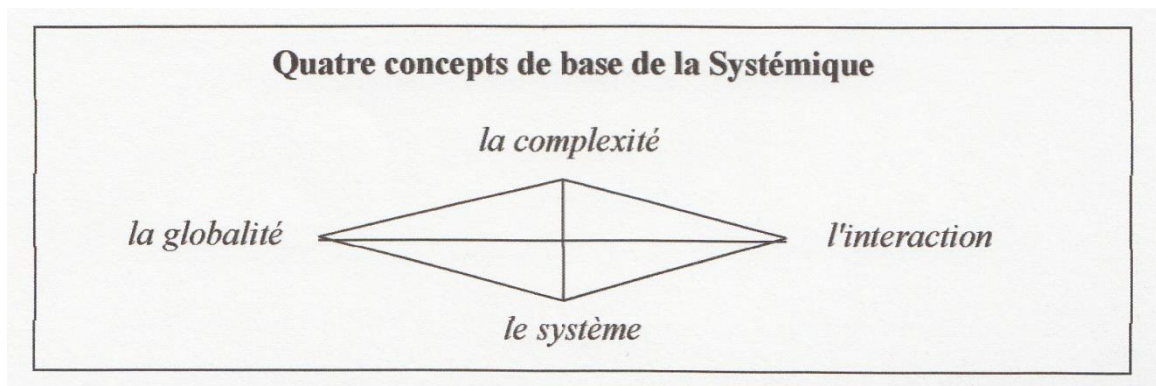 Quatre concepts de base de la Systémique
la complexité
la globalité
l'interaction
le système